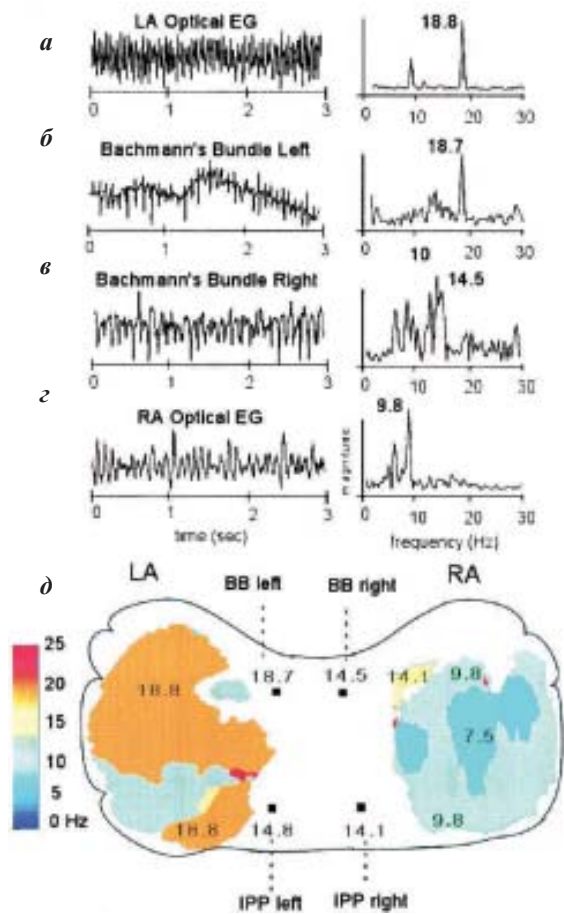 а
LA Optical EG
18.8
0 1 2 3
0 10 20 30
б
Bachmann's Bundle Left
18.7
0 1 2 3
0 10 20 30
в
Bachmann's Bundle Right
14.5
0 1 2 3
0 10 20 30
г
RA Optical EG
9.8
magnitude
0 1 2 3
0 10 20 30
time (sec)
frequency (Hz)
д
LA
BB left
BB right
RA
25
20
15
10
5
0 Hz
18.8
18.7
14.5
14.1
9.8
7.5
18.8
14.8
14.1
9.8
IPP left
IPP right